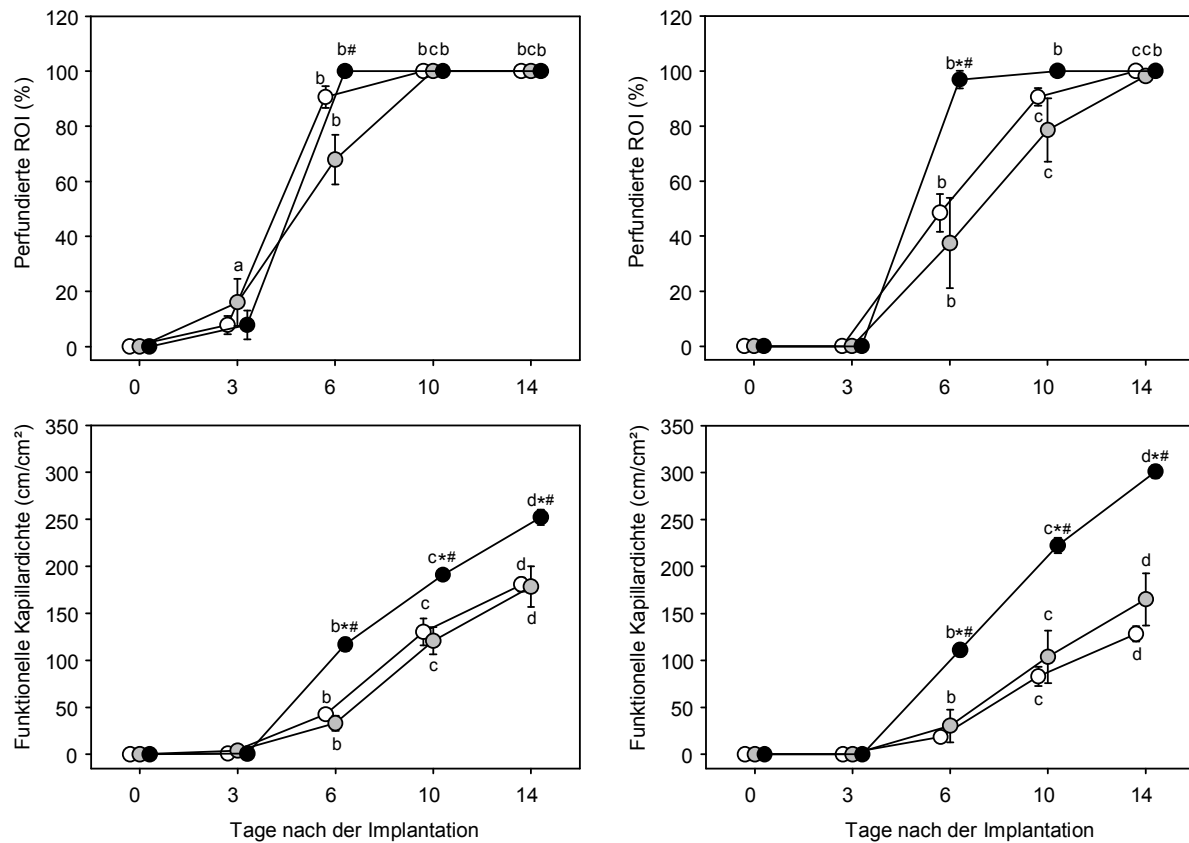 120
100
80
60
40
20
0
Perfundierte ROI (%)
a
b
b
b#
b c b
b c b
0 3 6 10 14
120
100
80
60
40
20
0
Perfundierte ROI (%)
b
b
b*#
c
c
b
c c b
0 3 6 10 14
350
300
250
200
150
100
50
0
Funktionelle Kapillardichte (cm/cm²)
b
b
b*#
c
c
c*#
d
d
d*#
0 3 6 10 14
Tage nach der Implantation
350
300
250
200
150
100
50
0
Funktionelle Kapillardichte (cm/cm²)
b
b*#
c
c
c*#
d
d
d*#
0 3 6 10 14
Tage nach der Implantation